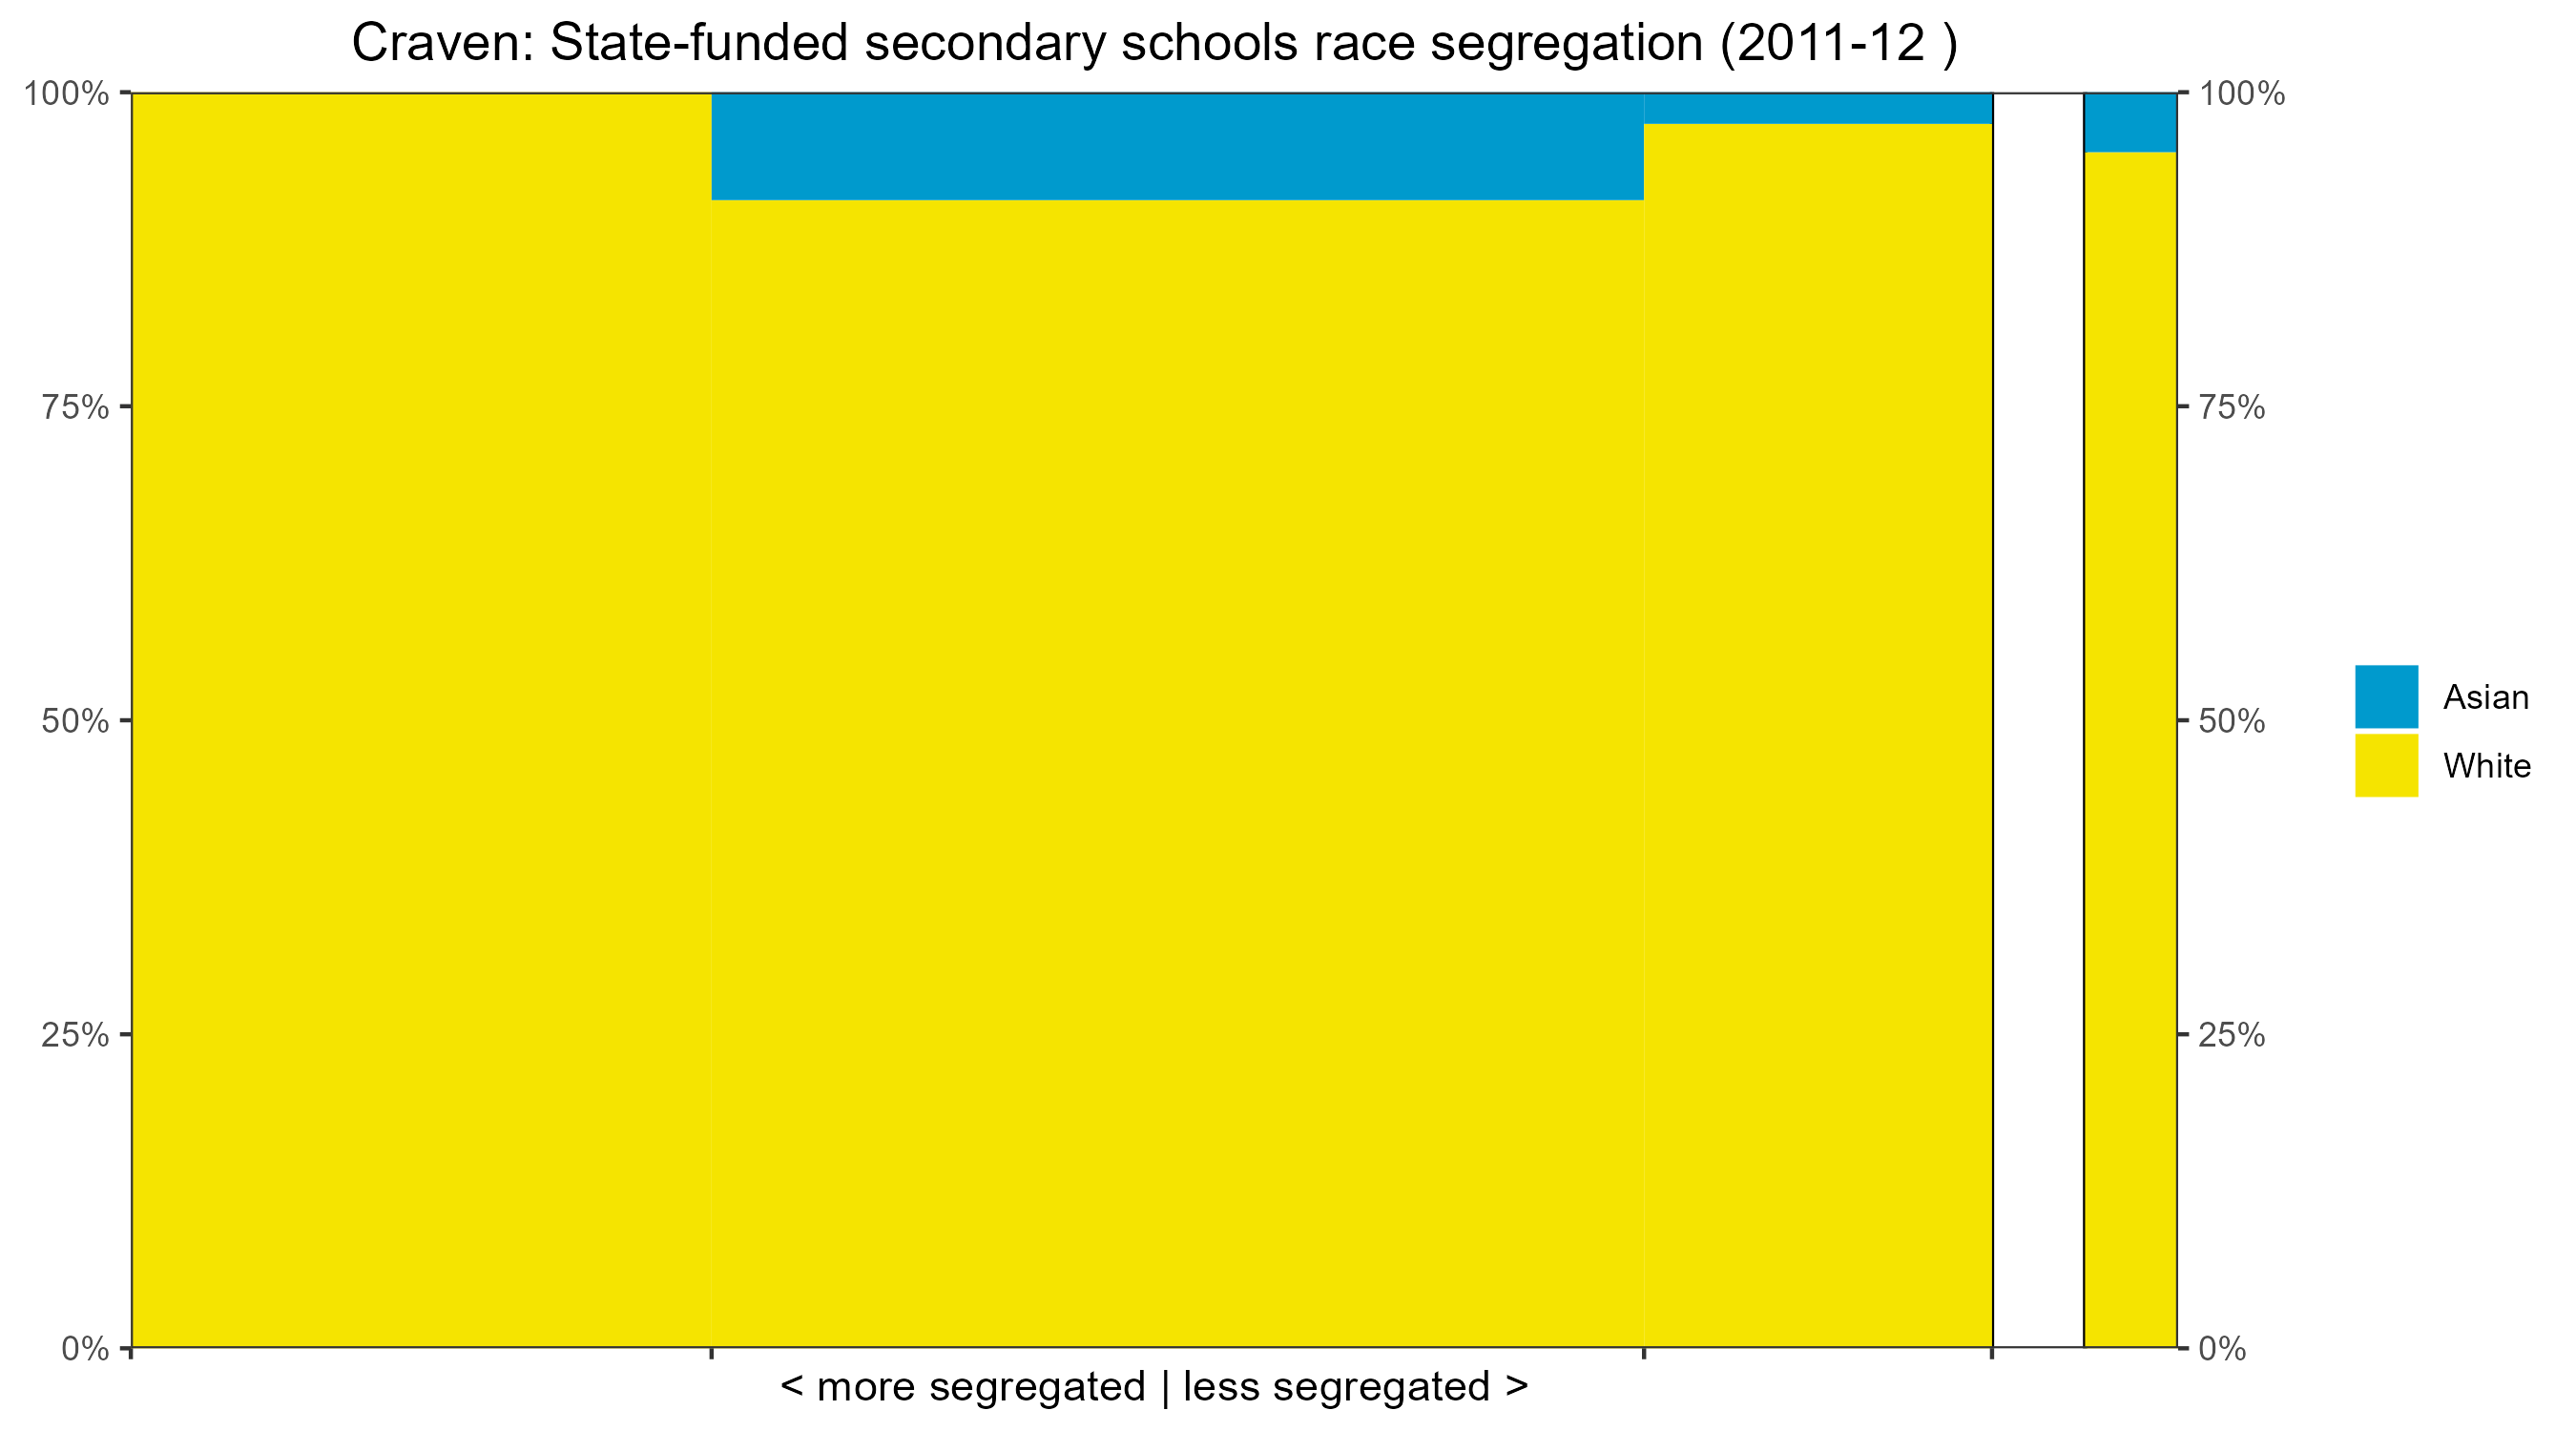 Craven: State-funded secondary schools race segregation (2011-12 )
100%
75%
50%
25%
0%
100%
75%
50%
25%
0%
Asian
White
< more segregated | less segregated >